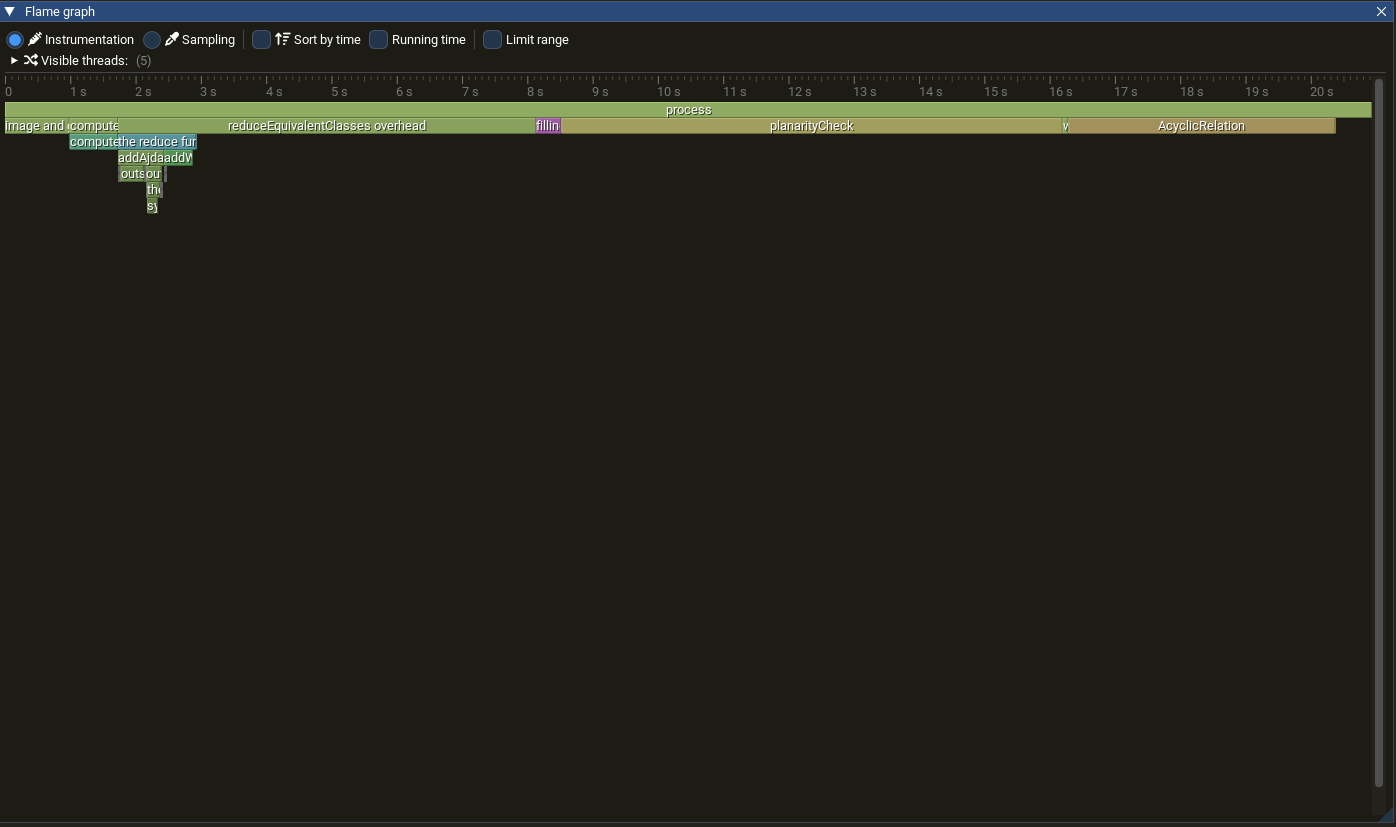 Flame graph
Instrumentation Sampling Sort by time Running time Limit range
Visible threads: (5)
0 1 s 2 s 3 s 4 s 5 s 6 s 7 s 8 s 9 s 10 s 11 s 12 s 13 s 14 s 15 s 16 s 17 s 18 s 19 s 20 s
process
image and compute reduceEquivalentClasses overhead fillin planarityCheck AcyclicRelation
compute the reduce fur
addAjda addW
outs ou
the
sy